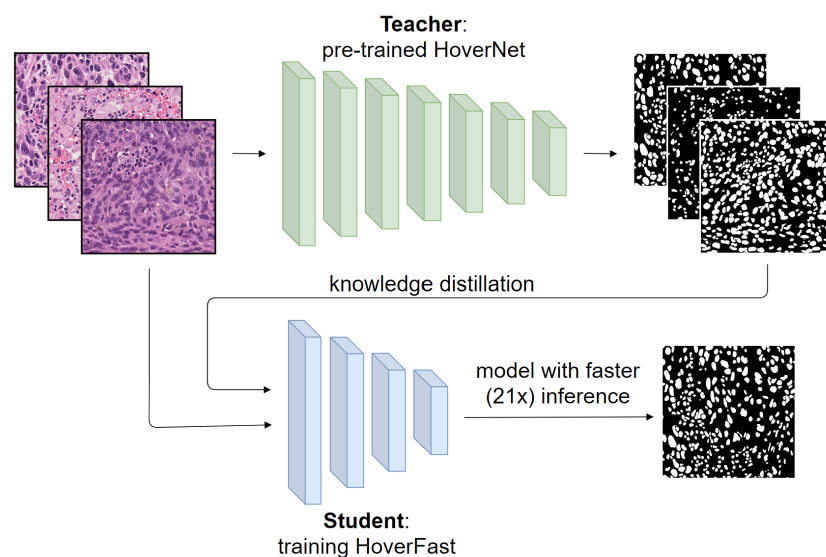 Teacher:
pre-trained HoverNet
knowledge distillation
model with faster
(21x) inference
Student:
training HoverFast